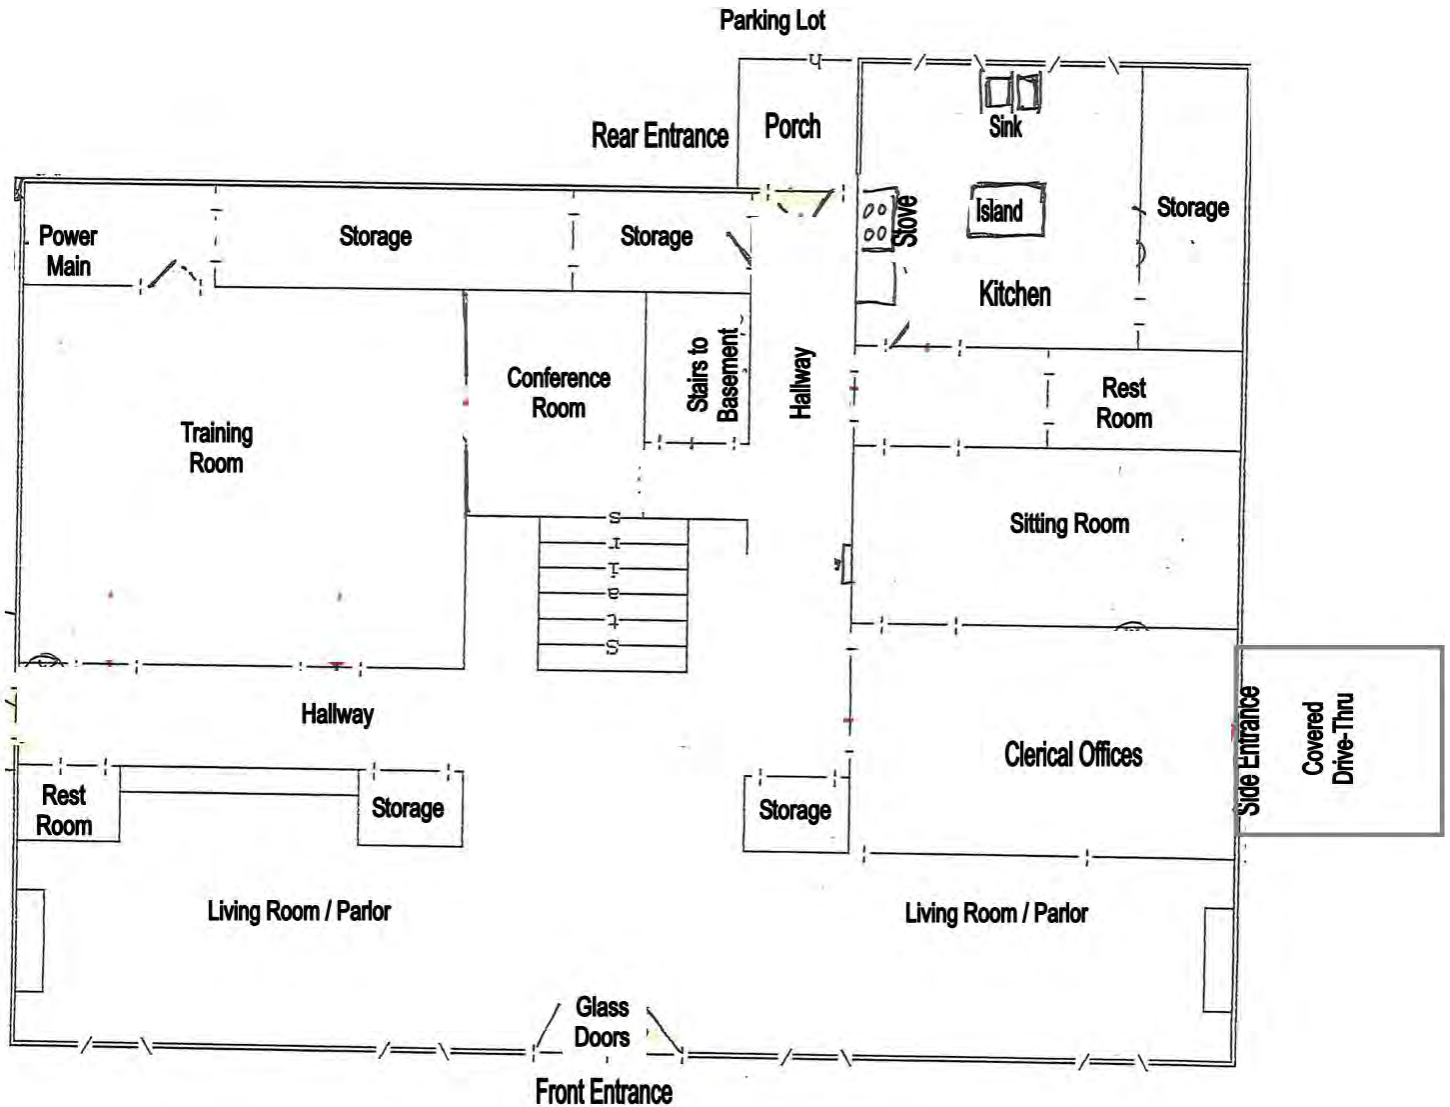 Parking Lot
Rear Entrance
Porch
Sink
Power
Main
Storage
Storage
Stove
Island
Storage
Kitchen
Training
Room
Conference
Room
Stairs to
Basement
Hallway
Rest
Room
Sitting Room
Stairs
Hallway
Clerical Offices
Side Entrance
Covered
Drive-Thru
Rest
Room
Storage
Storage
Living Room / Parlor
Living Room / Parlor
Glass
Doors
Front Entrance